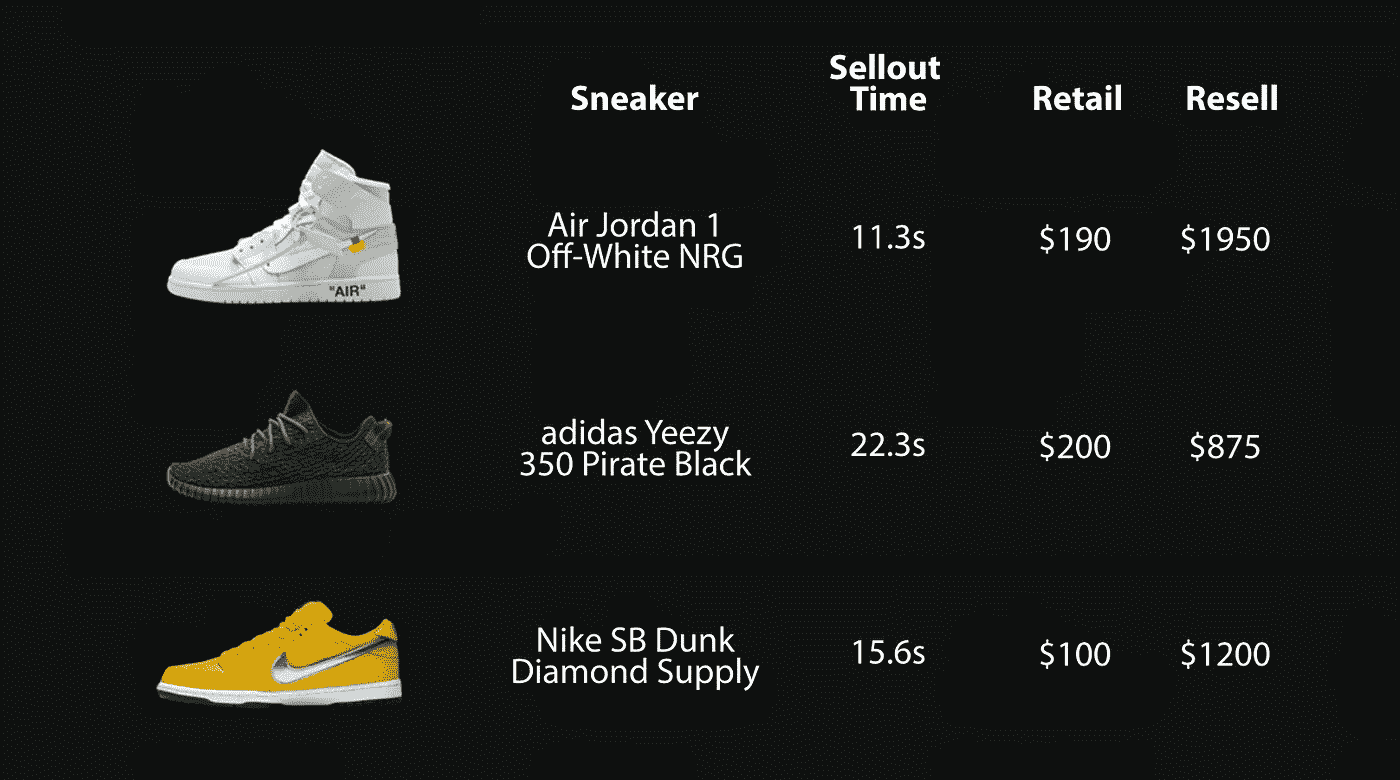 Sneaker
Sellout
Time
Retail
Resell
"AIR"
Air Jordan 1
Off-White NRG
11.3s
$190
$1950
adidas Yeezy
350 Pirate Black
22.3s
$200
$875
Nike SB Dunk
Diamond Supply
15.6s
$100
$1200